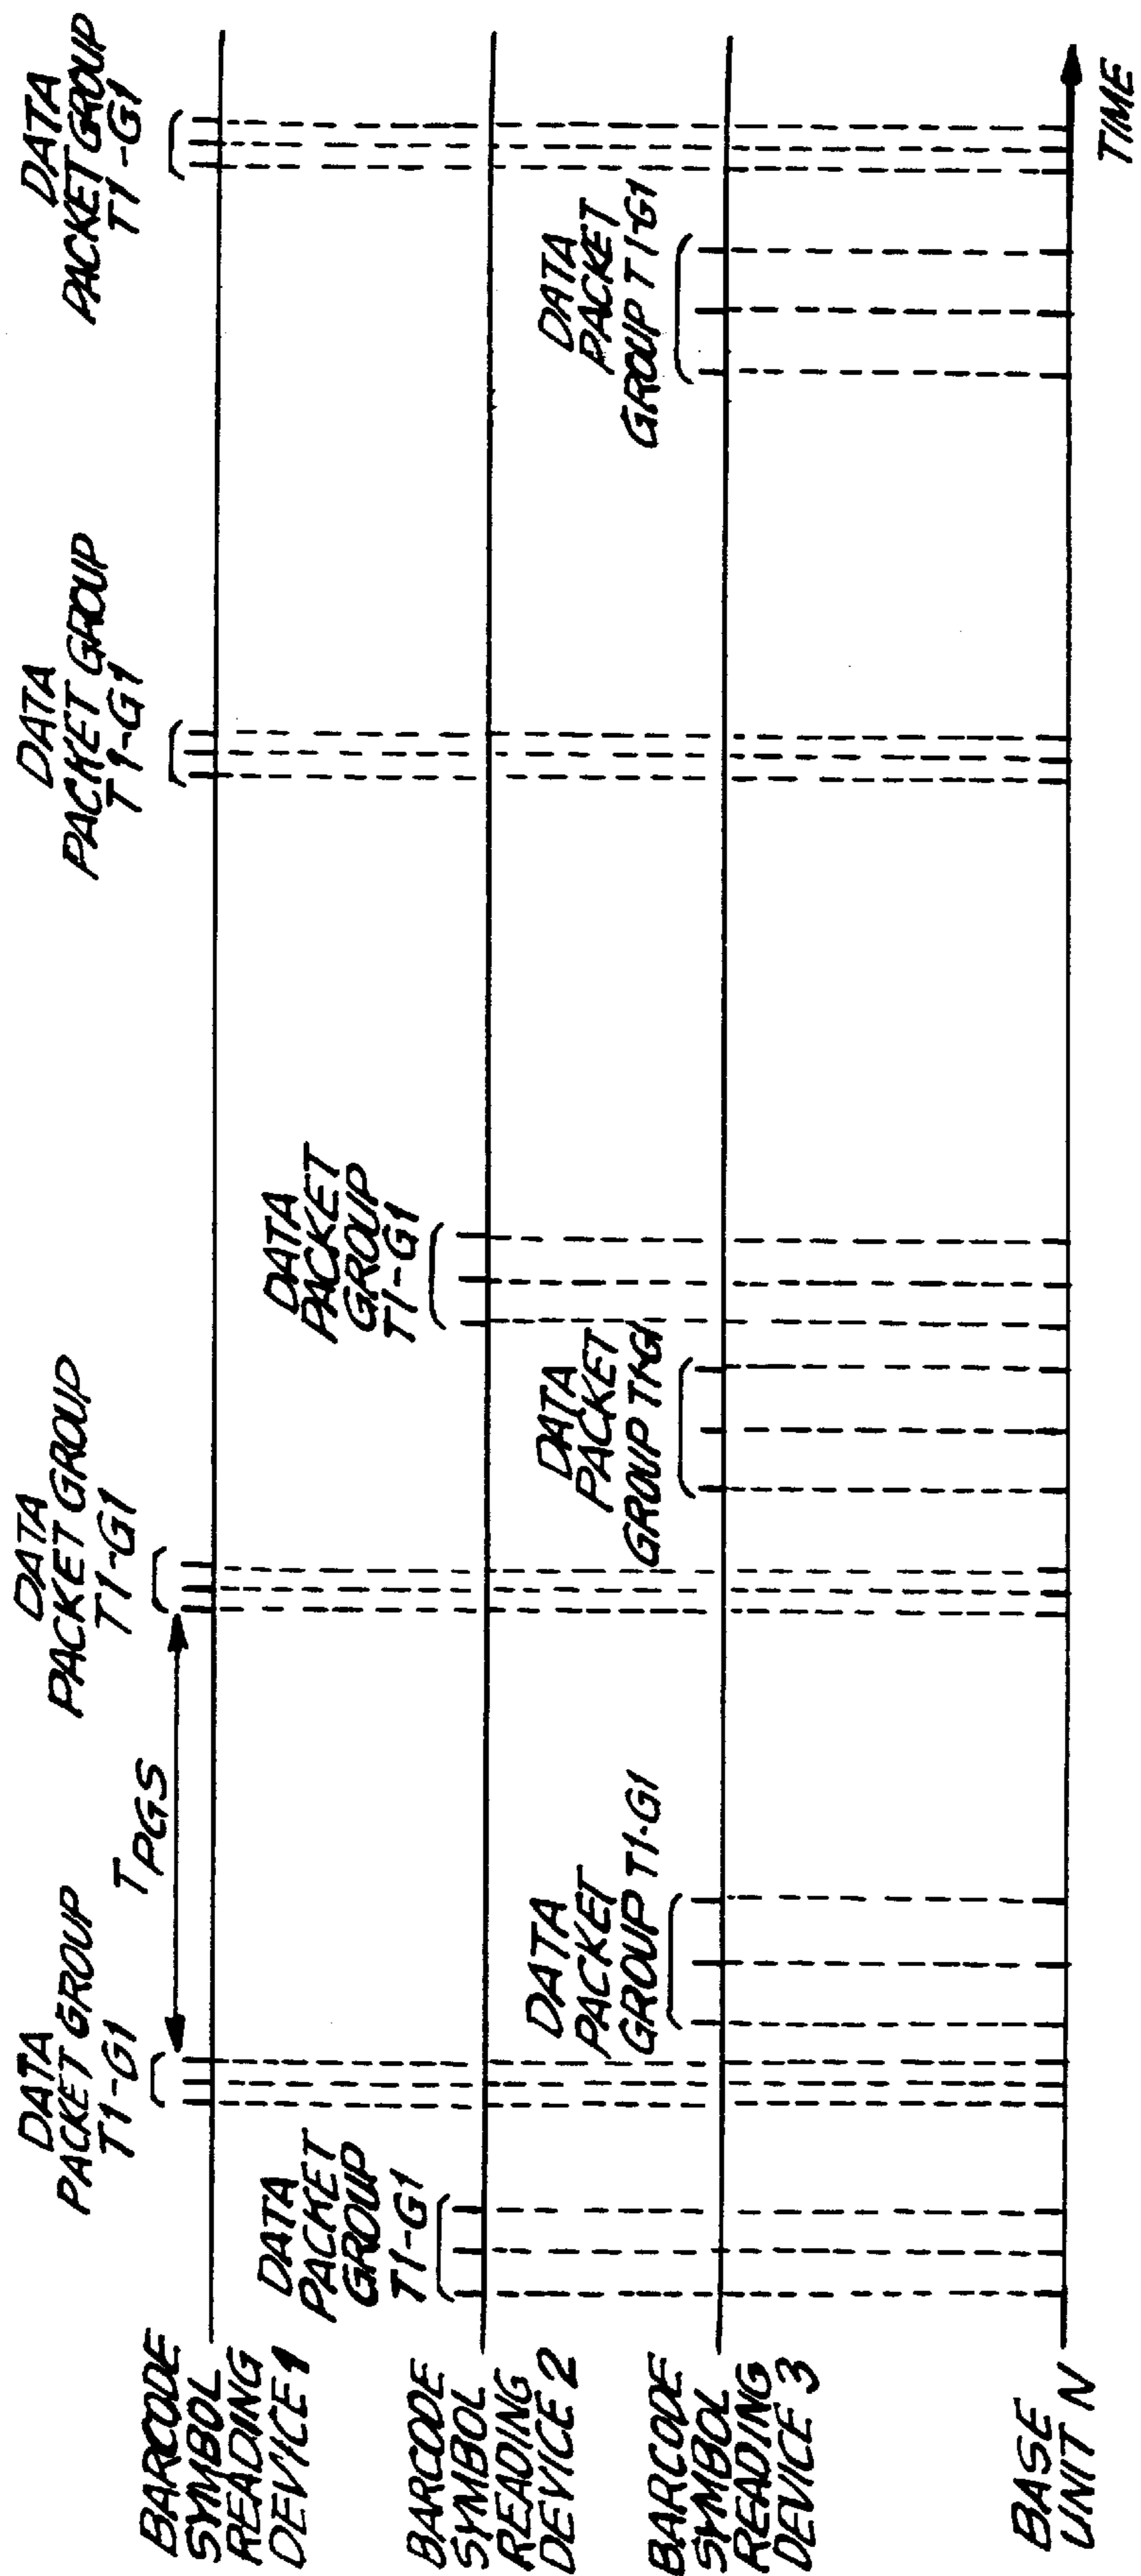 DATA
PACKET GROUP
T1-G1
TPGS
DATA
PACKET GROUP
T1-G1
DATA
PACKET GROUP
T1-G1
DATA
PACKET GROUP
T1-G1
BARCODE
SYMBOL
READING
DEVICE 1
DATA
PACKET
GROUP
T1-G1
DATA
PACKET
GROUP
T1-G1
BARCODE
SYMBOL
READING
DEVICE 2
DATA
PACKET
GROUP T1-G1
DATA
PACKET
GROUP T1-G1
DATA
PACKET
GROUP T1-G1
BARCODE
SYMBOL
READING
DEVICE 3
BASE
UNIT N
TIME